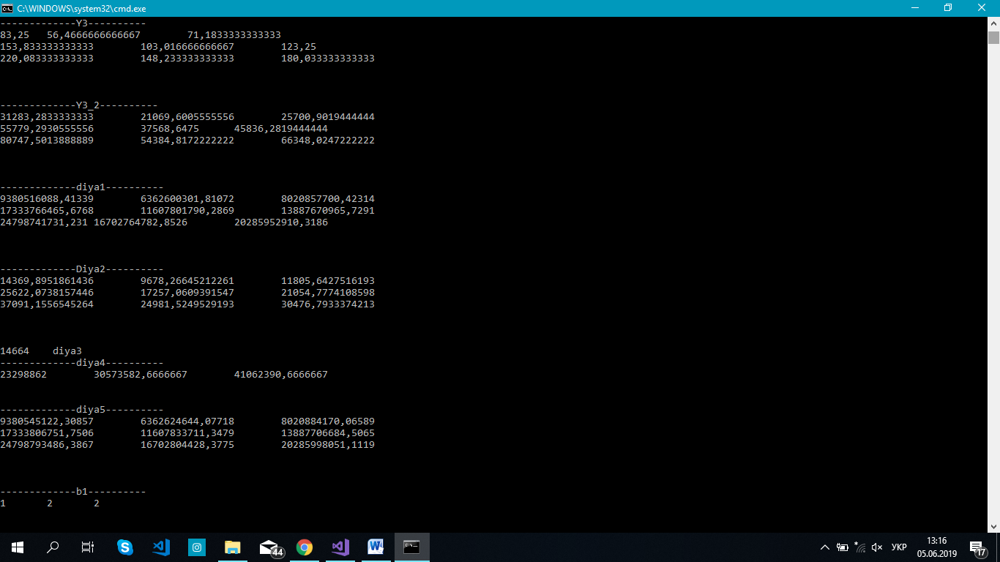 C:\WINDOWS\system32\cmd.exe
-------------Y3----------
83,25 56,4666666666667 71,1833333333333
153,833333333333 103,016666666667 123,25
220,083333333333 148,233333333333 180,033333333333
-------------Y3_2----------
31283,2833333333 21069,6005555556 25700,9019444444
55779,2930555556 37568,6475 45836,2819444444
80747,5013888889 54384,8172222222 66348,0247222222
-------------diya1----------
9380516088,41339 6362600301,81072 8020857700,42314
17333766465,6768 11607801790,2869 13887670965,7291
24798741731,231 16702764782,8526 20285952910,3186
-------------Diya2----------
14369,8951861436 9678,26645212261 11805,6427516193
25622,0738157446 17257,0609391547 21054,7774108598
37091,1556545264 24981,5249529193 30476,7933374213
14664 diya3
-------------diya4----------
23298862 30573582,6666667 41062390,6666667
-------------diya5----------
9380545122,30857 6362624644,07718 8020884170,06589
17333806751,7506 11607833711,3479 13887706684,5065
24798793486,3867 16702804428,3775 20285998051,1119
-------------b1----------
1 2 2
44
УКР
13:16
05.06.2019
17